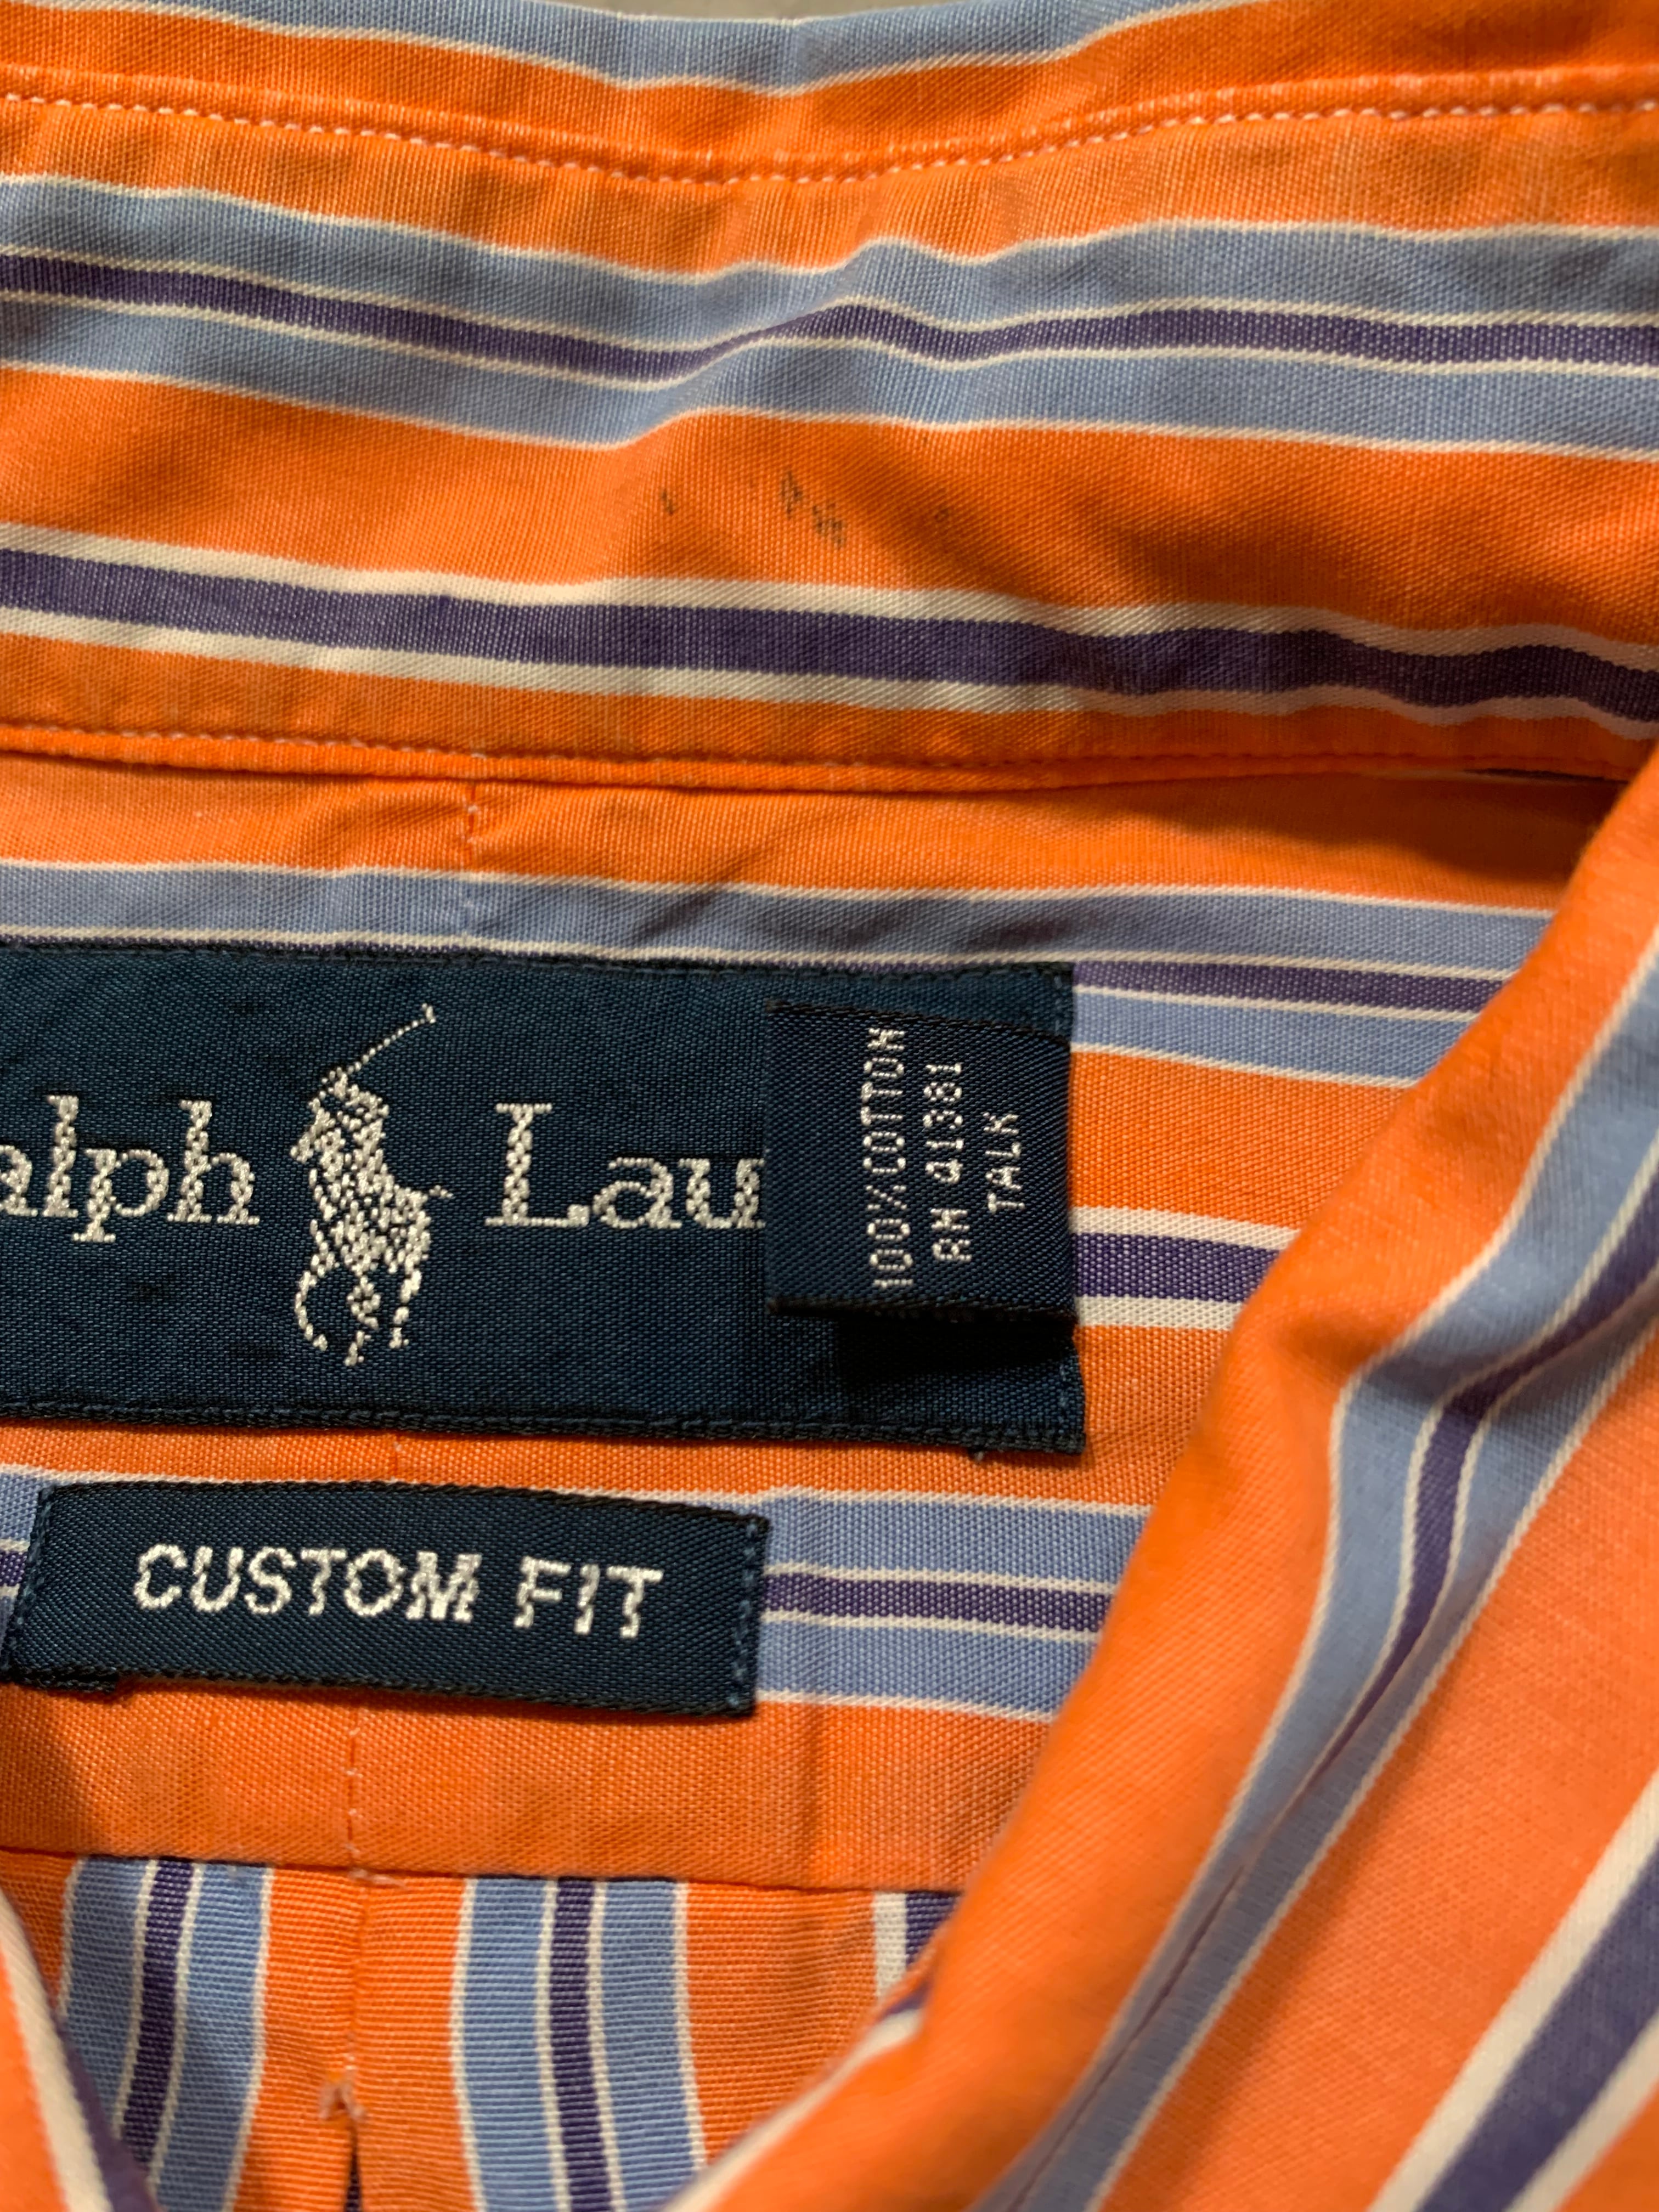 alph Lau
100% COTTON
RN 41381
TALK
CUSTOM FIT